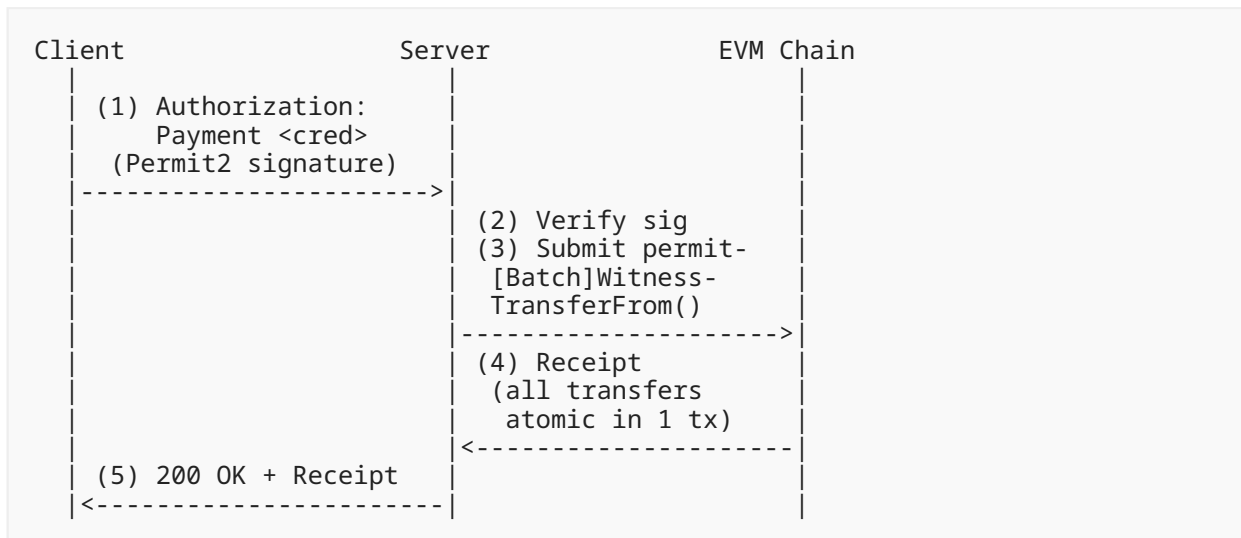 Client Server EVM Chain
(1) Authorization:
Payment <cred>
(Permit2 signature)
(2) Verify sig
(3) Submit permit-
[Batch]Witness-
TransferFrom()
(4) Receipt
(all transfers
atomic in 1 tx)
(5) 200 OK + Receipt